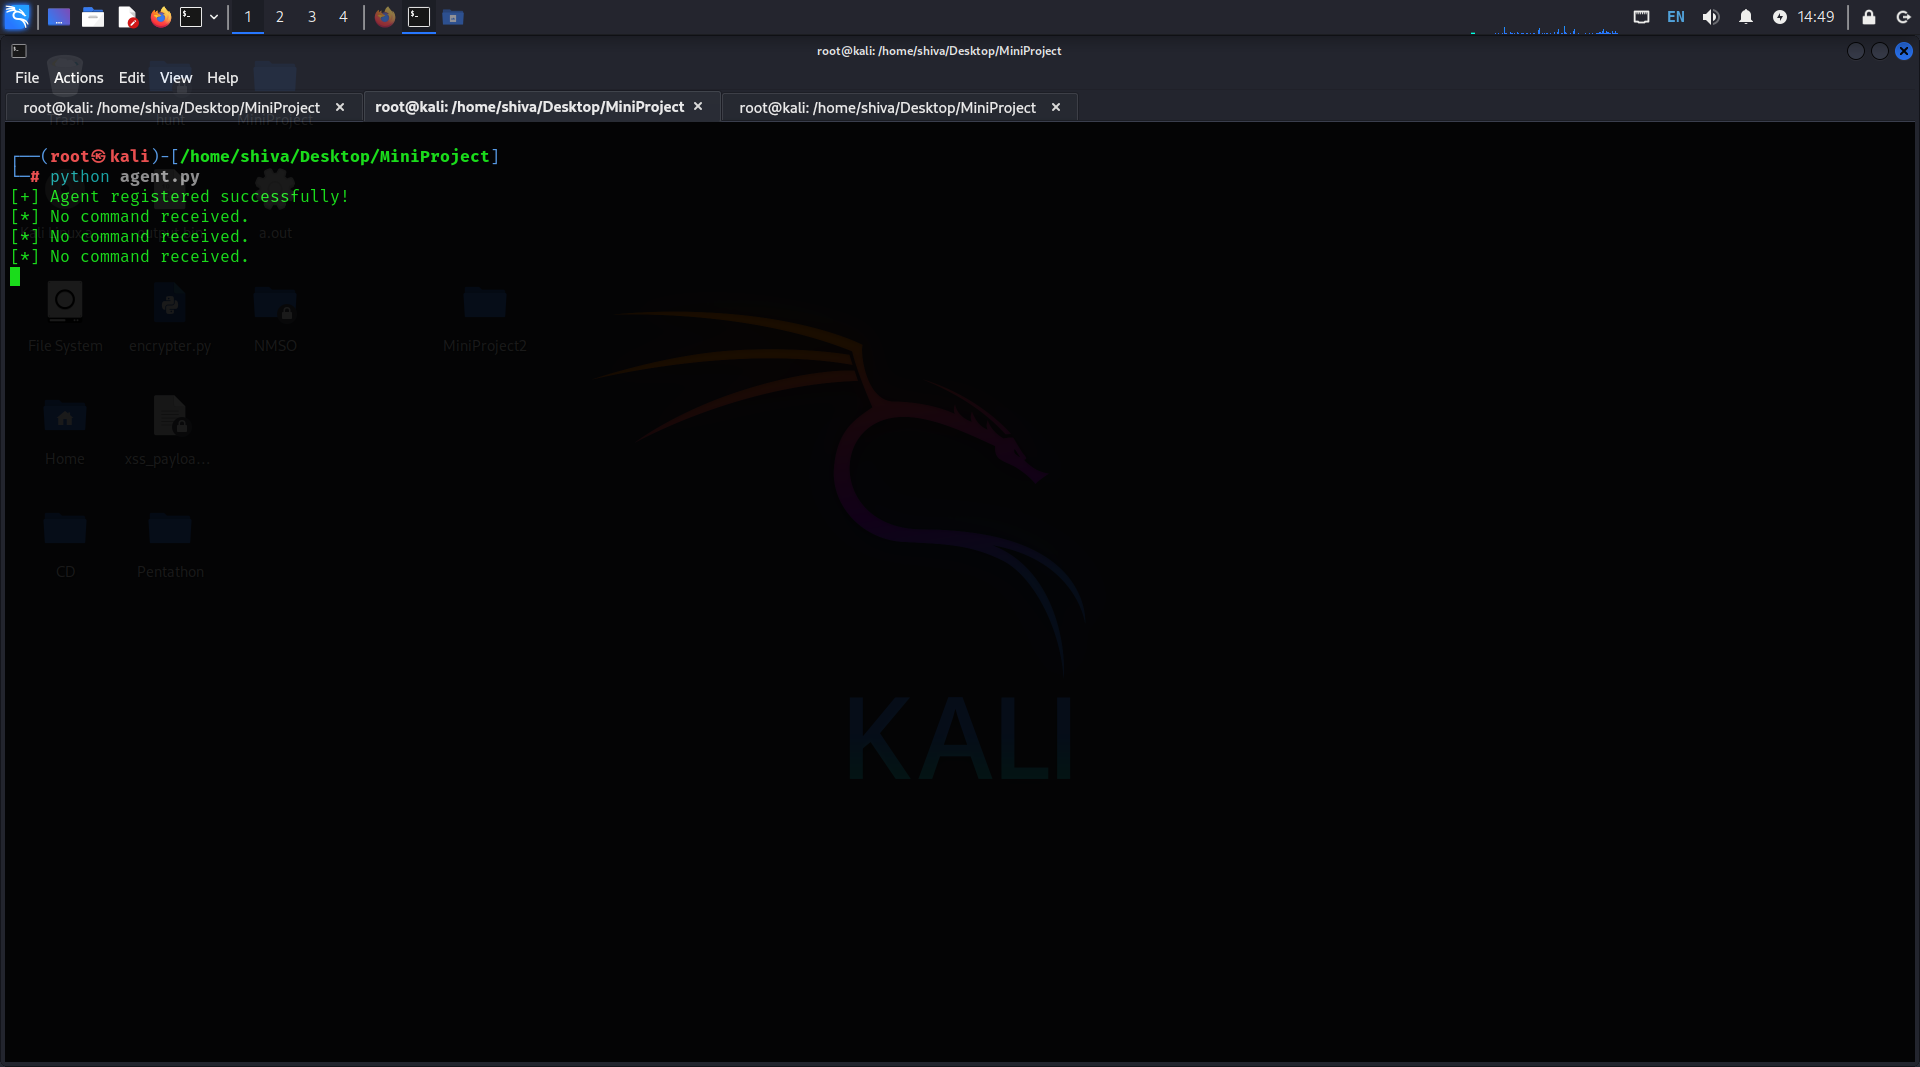 1 2 3 4 EN 14:49
root@kali: /home/shiva/Desktop/MiniProject
File Actions Edit View Help
root@kali: /home/shiva/Desktop/MiniProject root@kali: /home/shiva/Desktop/MiniProject root@kali: /home/shiva/Desktop/MiniProject
Trash hunt MiniProject
(root㉿kali)-[/home/shiva/Desktop/MiniProject]
# python agent.py
[+] Agent registered successfully!
[*] No command received.
[*] No command received.
a.out
[*] No command received.
File System encrypter.py NMSO MiniProject2
Home xss_payloa...
CD Pentathon
KALI